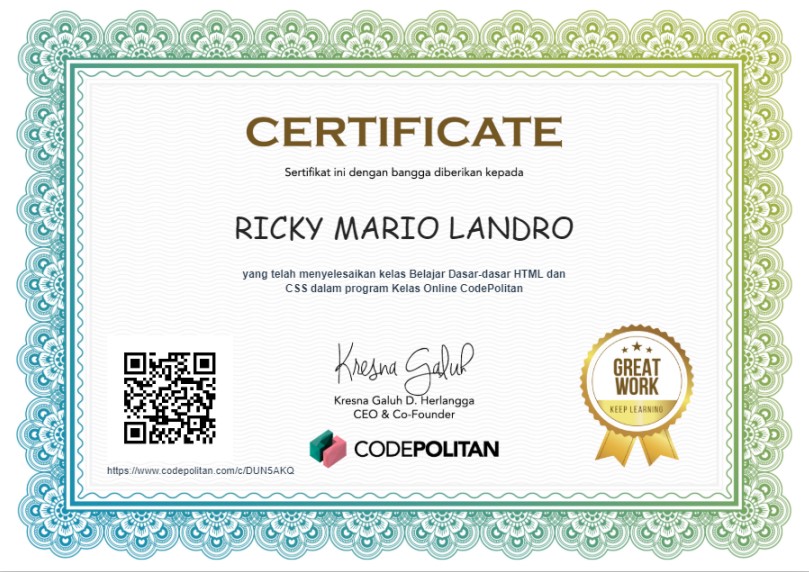 CERTIFICATE
Sertifikat ini dengan bangga diberikan kepada
RICKY MARIO LANDRO
yang telah menyelesaikan kelas Belajar Dasar-dasar HTML dan
CSS dalam program Kelas Online CodePolitan
Kresna Galuh
Kresna Galuh D. Herlangga
CEO & Co-Founder
CODEPOLITAN
https://www.codepolitan.com/c/DUN5AKQ
GREAT
WORK
KEEP LEARNING